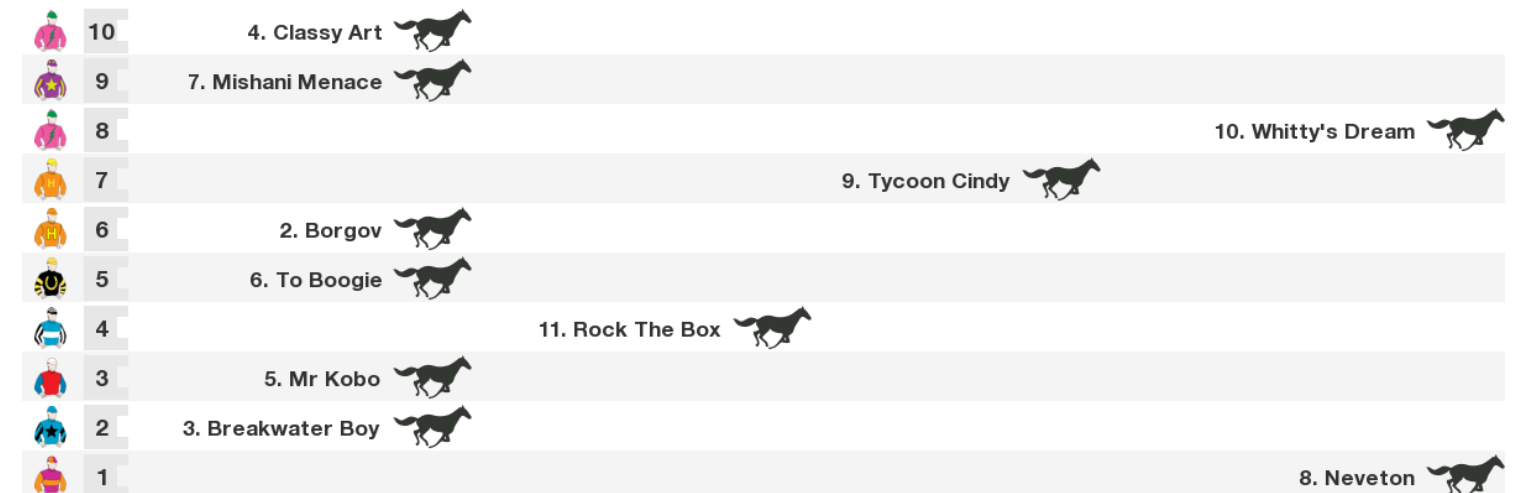 10 4. Classy Art
9 7. Mishani Menace
8 10. Whitty's Dream
7 9. Tycoon Cindy
H
6 2. Borgov
H
5 6. To Boogie
4 11. Rock The Box
3 5. Mr Kobo
2 3. Breakwater Boy
1 8. Neveton